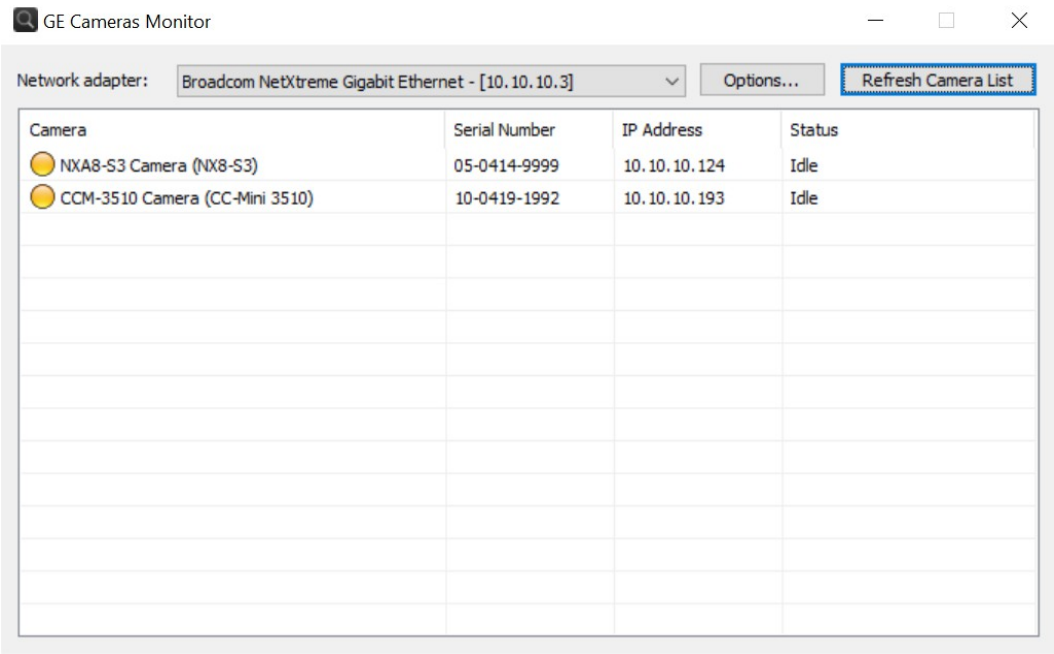 GE Cameras Monitor
Network adapter: Broadcom NetXtreme Gigabit Ethernet - [10.10.10.3] Options... Refresh Camera List
Camera Serial Number IP Address Status
NXA8-S3 Camera (NX8-S3) 05-0414-9999 10.10.10.124 Idle
CCM-3510 Camera (CC-Mini 3510) 10-0419-1992 10.10.10.193 Idle